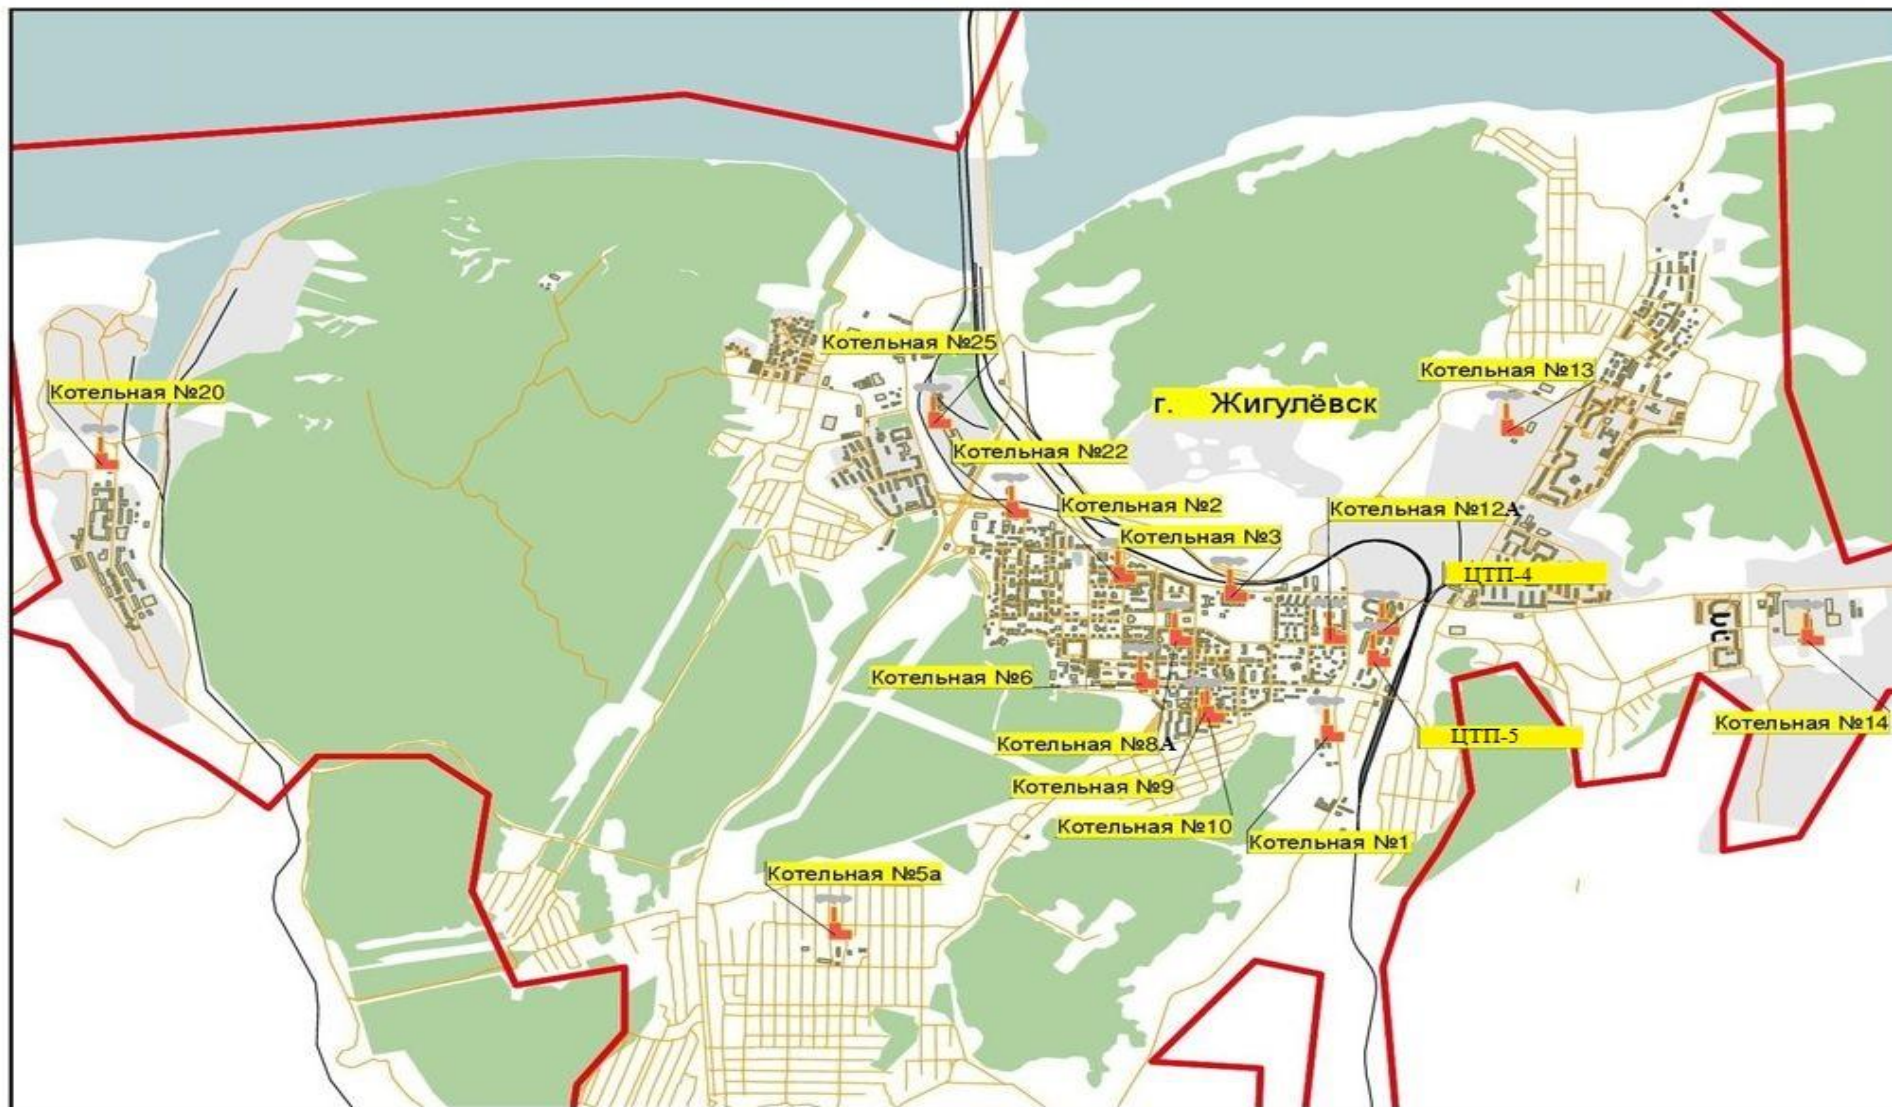 Котельная №25
Котельная №13
Котельная №20
г. Жигулёвск
Котельная №22
Котельная №2
Котельная №12А
Котельная №3
ЦТП-4
Котельная №6
Котельная №14
ЦТП-5
Котельная №8А
Котельная №9
Котельная №10
Котельная №1
Котельная №5а